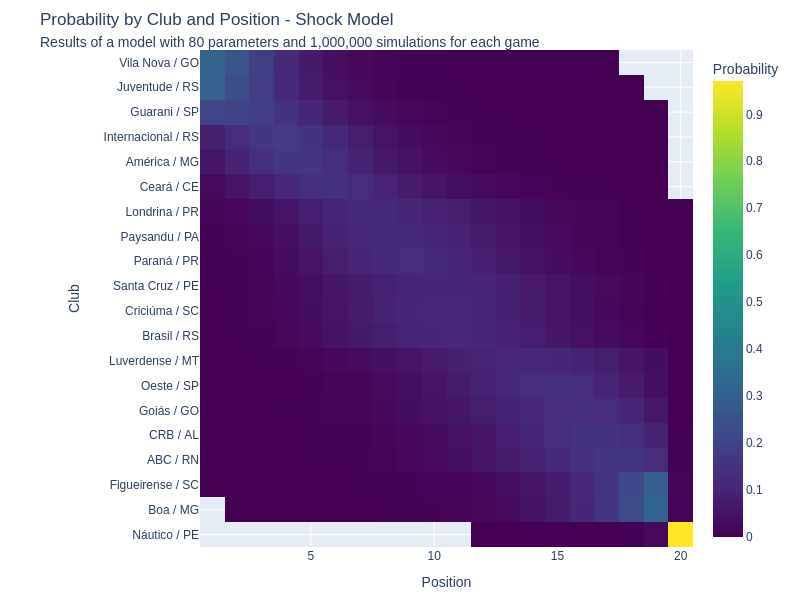 Probability by Club and Position - Shock Model
Results of a model with 80 parameters and 1,000,000 simulations for each game
Probability
Club
Vila Nova / GO
Juventude / RS
Guarani / SP
Internacional / RS
América / MG
Ceará / CE
Londrina / PR
Paysandu / PA
Paraná / PR
Santa Cruz / PE
Criciúma / SC
Brasil / RS
Luverdense / MT
Oeste / SP
Goiás / GO
CRB / AL
ABC / RN
Figueirense / SC
Boa / MG
Náutico / PE
0.9
0.8
0.7
0.6
0.5
0.4
0.3
0.2
0.1
0
5 10 15 20
Position